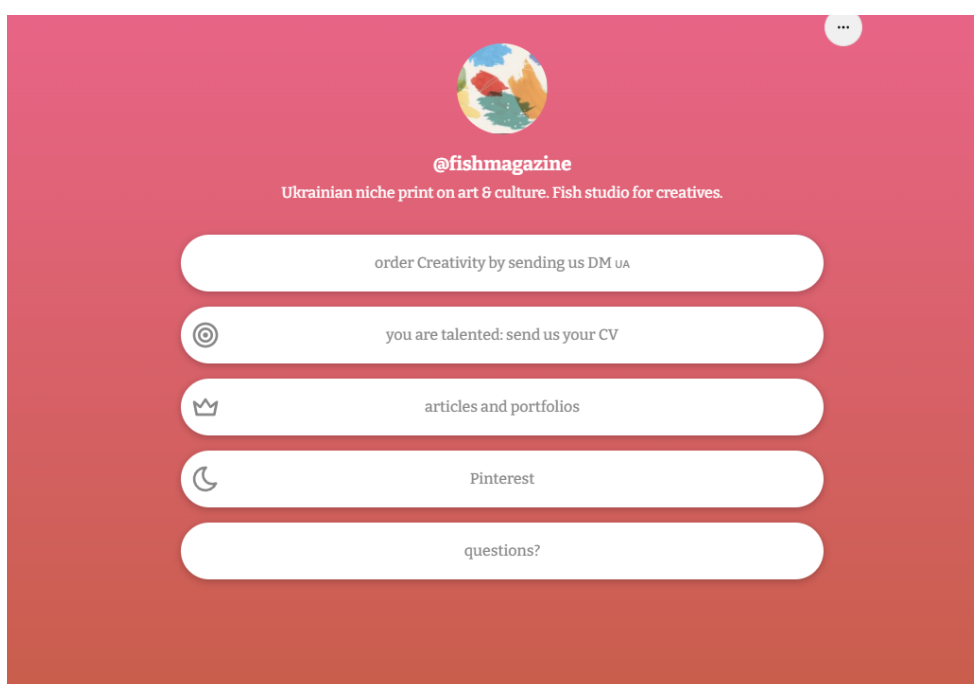 @fishmagazine
Ukrainian niche print on art & culture. Fish studio for creatives.
order Creativity by sending us DM UA
you are talented: send us your CV
articles and portfolios
Pinterest
questions?